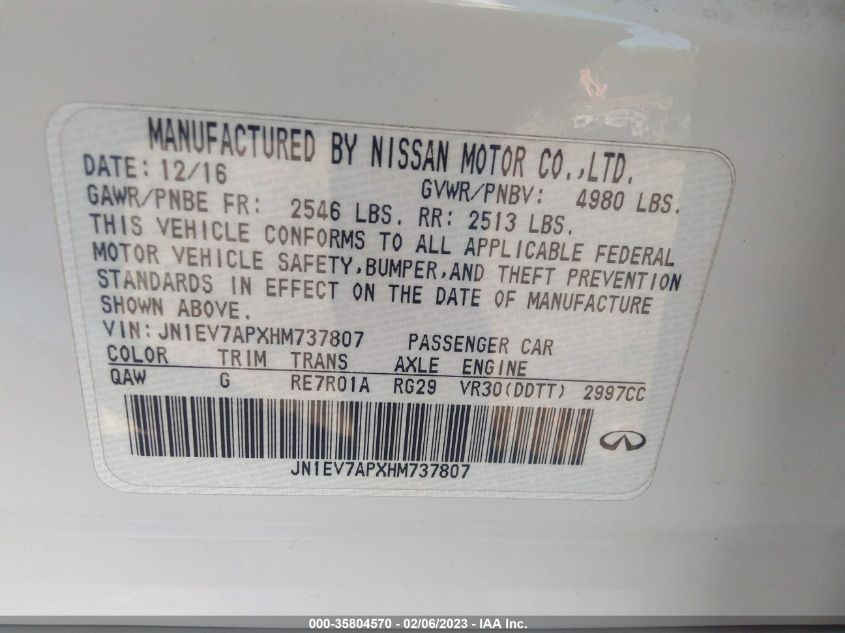 MANUFACTURED BY NISSAN MOTOR CO.,LTD.
DATE: 12/16 GVWR/PNBV: 4980 LBS.
GAWR/PNBE FR: 2546 LBS. RR: 2513 LBS.
THIS VEHICLE CONFORMS TO ALL APPLICABLE FEDERAL
MOTOR VEHICLE SAFETY,BUMPER,AND THEFT PREVENTION
STANDARDS IN EFFECT ON THE DATE OF MANUFACTURE
SHOWN ABOVE.
VIN:JN1EV7APXHM737807 PASSENGER CAR
COLOR TRIM TRANS AXLE ENGINE
QAW G RE7R01A RG29 VR30(DDTT) 2997CC
JN1EV7APXHM737807
000-35804570 - 02/06/2023 - IAA Inc.